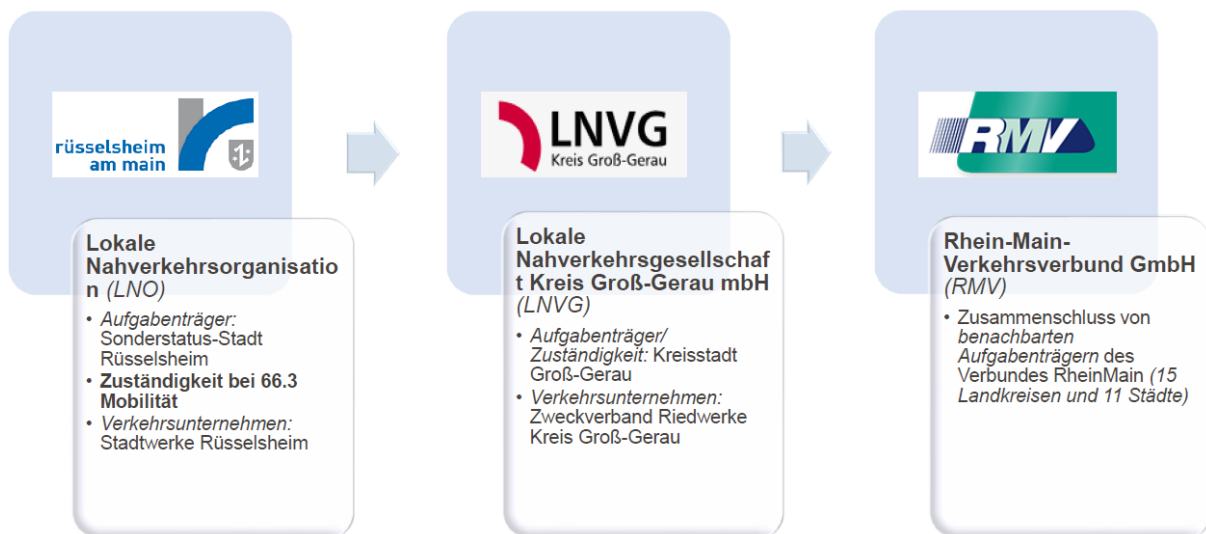 rüsselsheim
am main
Lokale
Nahverkehrsorganisatio
n (LNO)
• Aufgabenträger:
Sonderstatus-Stadt
Rüsselsheim
• Zuständigkeit bei 66.3
Mobilität
• Verkehrsunternehmen:
Stadtwerke Rüsselsheim
LNVG
Kreis Groß-Gerau
Lokale
Nahverkehrsgesellschaf
t Kreis Groß-Gerau mbH
(LNVG)
• Aufgabenträger/
Zuständigkeit: Kreisstadt
Groß-Gerau
• Verkehrsunternehmen:
Zweckverband Riedwerke
Kreis Groß-Gerau
RMV
Rhein-Main-
Verkehrsverbund GmbH
(RMV)
• Zusammenschluss von
benachbarten
Aufgabenträgern des
Verbundes RheinMain (15
Landkreisen und 11 Städte)